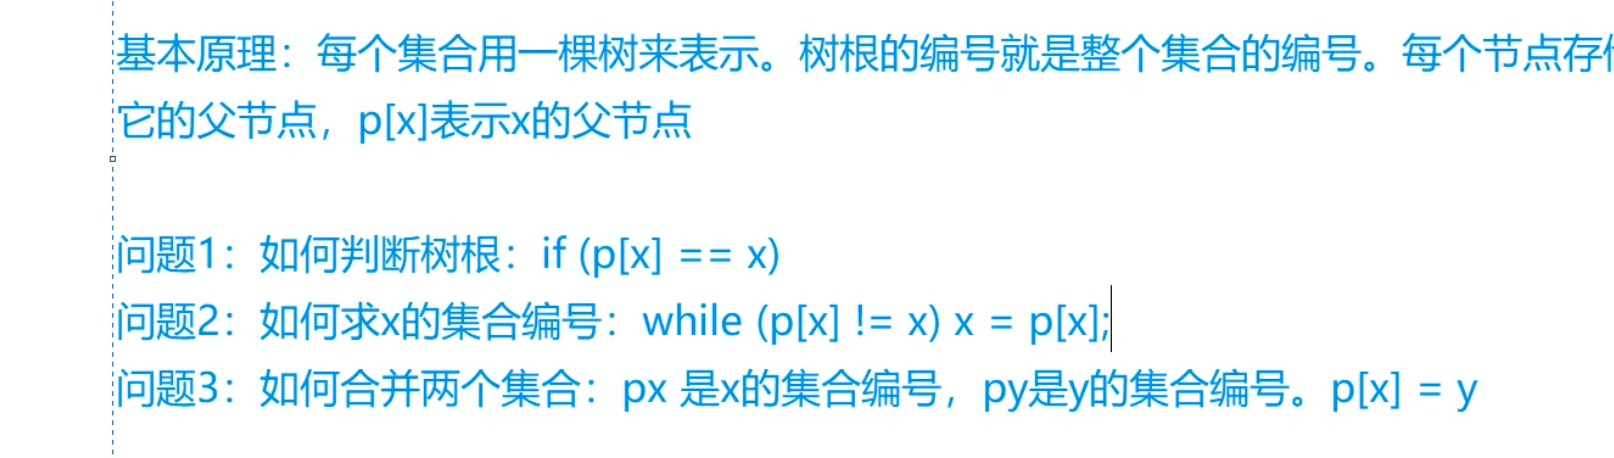 基本原理：每个集合用一棵树来表示。树根的编号就是整个集合的编号。每个节点存
它的父节点，p[x]表示x的父节点
问题1：如何判断树根：if (p[x] == x)
问题2：如何求x的集合编号：while (p[x] != x) x = p[x];
问题3：如何合并两个集合：px 是x的集合编号，py是y的集合编号。p[x] = y